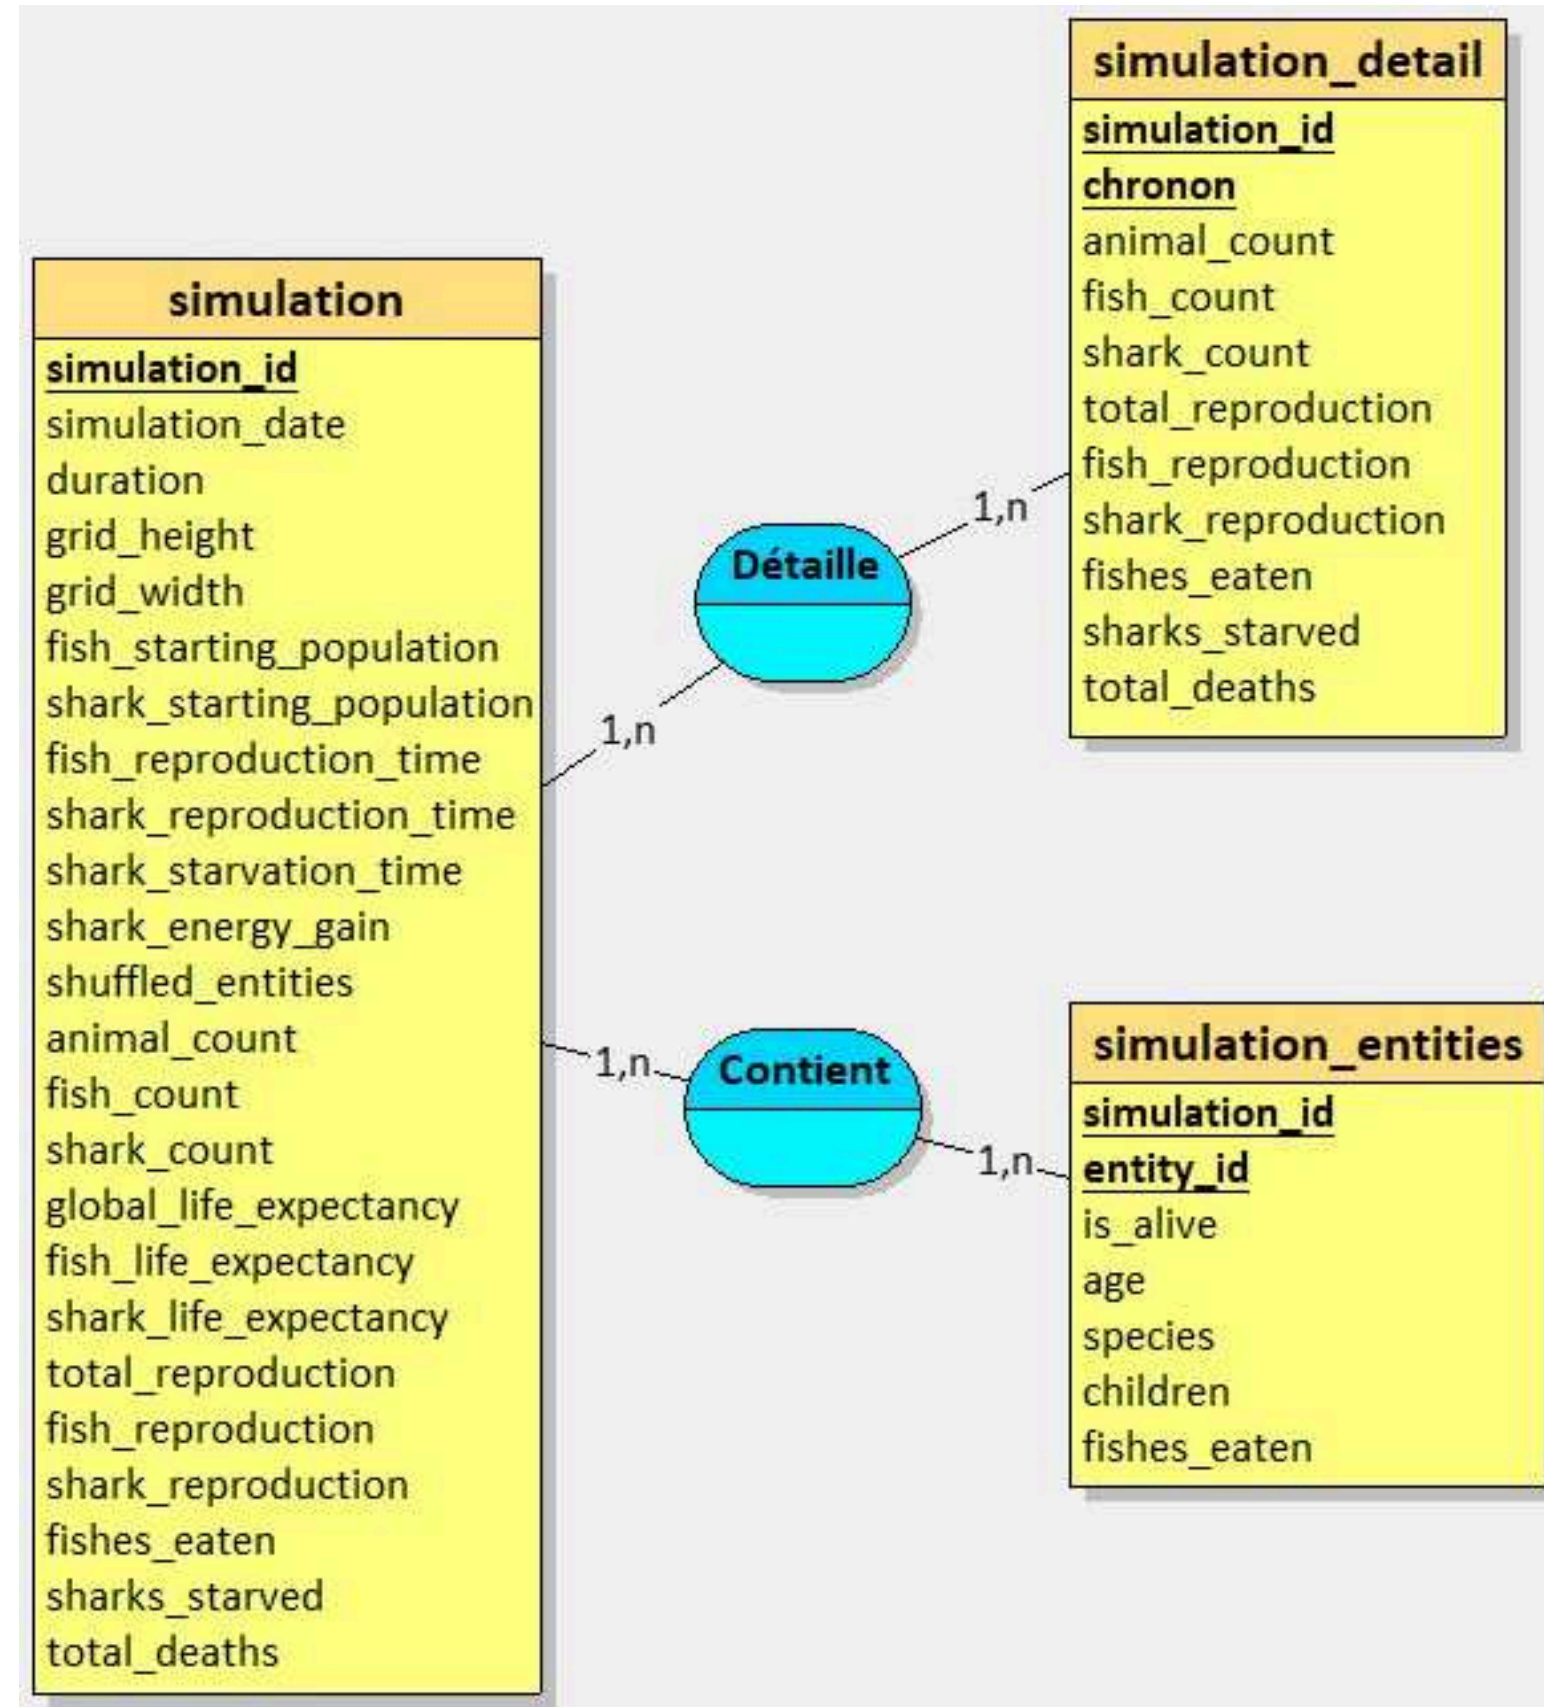 simulation
simulation_id
simulation_date
duration
grid_height
grid_width
fish_starting_population
shark_starting_population
fish_reproduction_time
shark_reproduction_time
shark_starvation_time
shark_energy_gain
shuffled_entities
animal_count
fish_count
shark_count
global_life_expectancy
fish_life_expectancy
shark_life_expectancy
total_reproduction
fish_reproduction
shark_reproduction
fishes_eaten
sharks_starved
total_deaths
1,n
Détaille
1,n
simulation_detail
simulation_id
chronon
animal_count
fish_count
shark_count
total_reproduction
fish_reproduction
shark_reproduction
fishes_eaten
sharks_starved
total_deaths
1,n
Contient
1,n
simulation_entities
simulation_id
entity_id
is_alive
age
species
children
fishes_eaten